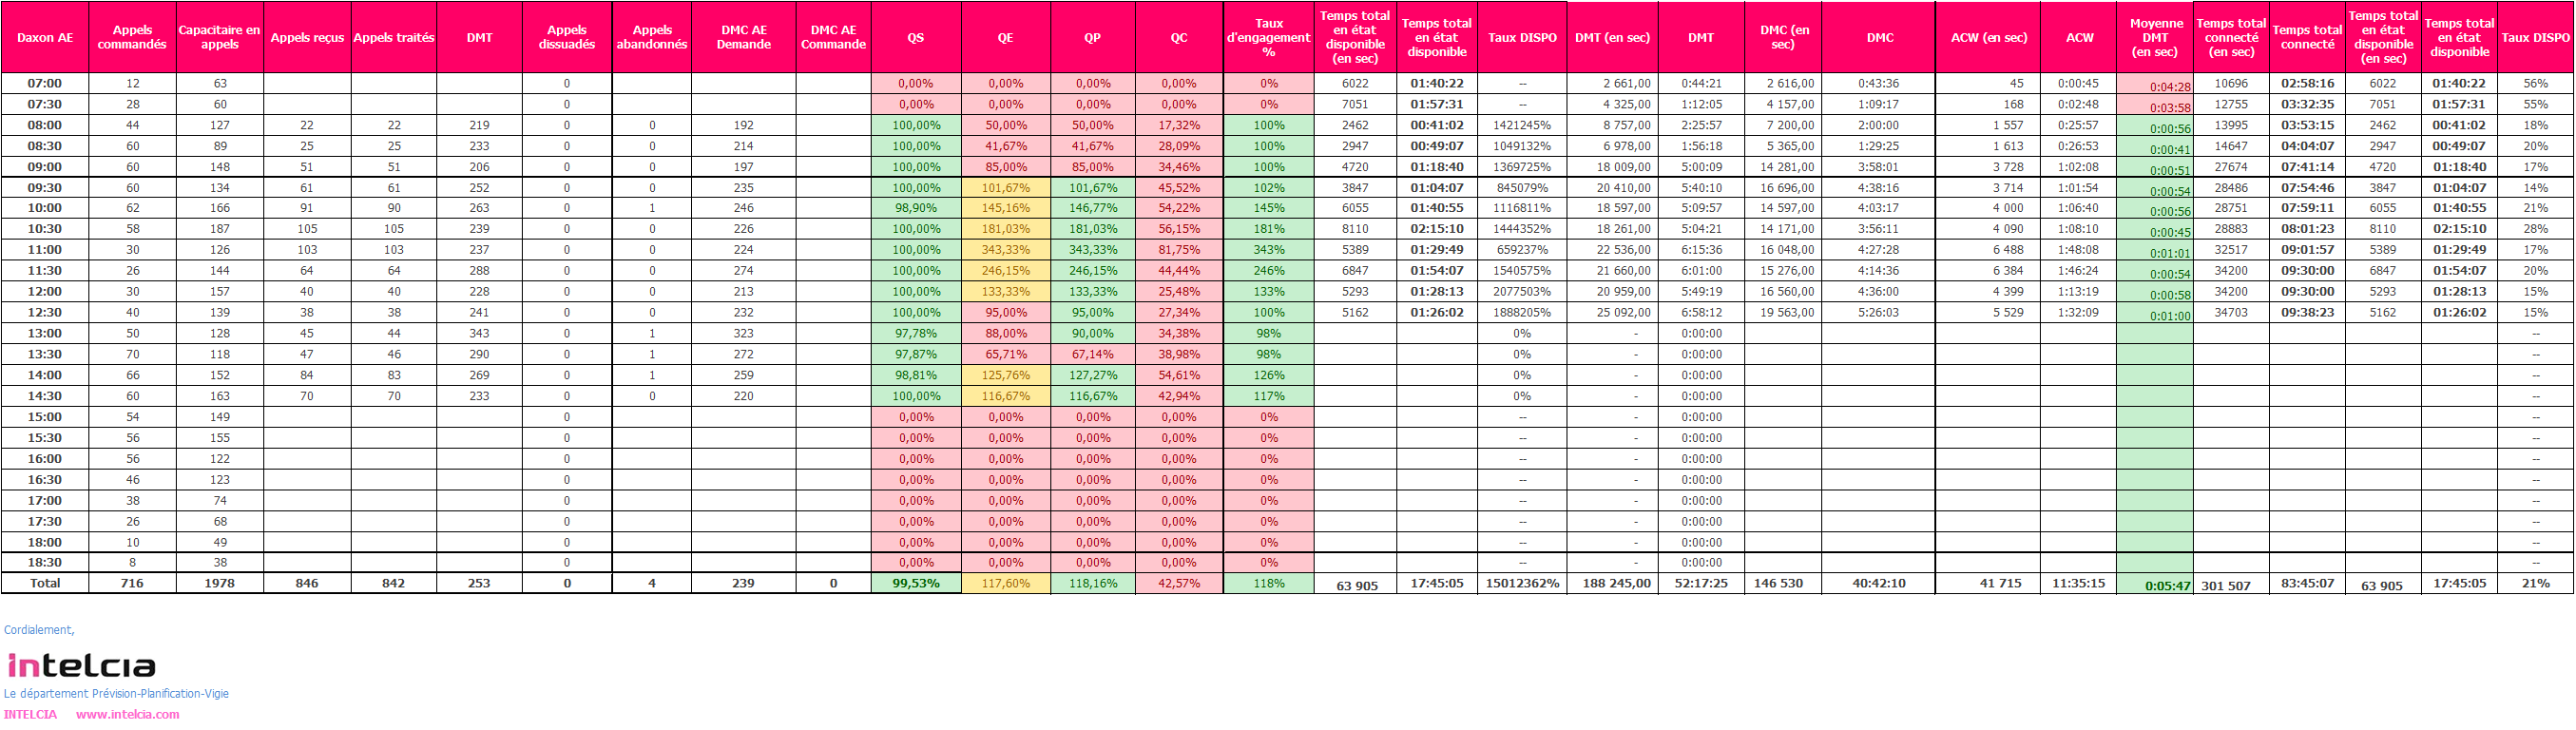 Daxon AE Appels commandés Capacitaire en appels Appels reçus Appels traités DMT Appels dissuadés Appels abandonnés DMC AE Demande DMC AE Commande QS QE QP QC Taux d'engagement % Temps total en état disponible (en sec) Temps total en état disponible Taux DISPO DMT (en sec) DMT DMC (en sec) DMC ACW (en sec) ACW Moyenne DMT (en sec) Temps total connecté (en sec) Temps total connecté Temps total en état disponible (en sec) Temps total en état disponible Taux DISPO
07:00 12 63 0 0,00% 0,00% 0,00% 0,00% 0% 6022 01:40:22 -- 2 661,00 0:44:21 2 616,00 0:43:36 45 0:00:45 0:04:28 10696 02:58:16 6022 01:40:22 56%
07:30 28 60 0 0,00% 0,00% 0,00% 0,00% 0% 7051 01:57:31 -- 4 325,00 1:12:05 4 157,00 1:09:17 168 0:02:48 0:03:58 12755 03:32:35 7051 01:57:31 55%
08:00 44 127 22 22 219 0 0 192 100,00% 50,00% 50,00% 17,32% 100% 2462 00:41:02 1421245% 8 757,00 2:25:57 7 200,00 2:00:00 1 557 0:25:57 0:00:56 13995 03:53:15 2462 00:41:02 18%
08:30 60 89 25 25 233 0 0 214 100,00% 41,67% 41,67% 28,09% 100% 2947 00:49:07 1049132% 6 978,00 1:56:18 5 365,00 1:29:25 1 613 0:26:53 0:00:41 14647 04:04:07 2947 00:49:07 20%
09:00 60 148 51 51 206 0 0 197 100,00% 85,00% 85,00% 34,46% 100% 4720 01:18:40 1369725% 18 009,00 5:00:09 14 281,00 3:58:01 3 728 1:02:08 0:00:51 27674 07:41:14 4720 01:18:40 17%
09:30 60 134 61 61 252 0 0 235 100,00% 101,67% 101,67% 45,52% 102% 3847 01:04:07 845079% 20 410,00 5:40:10 16 696,00 4:38:16 3 714 1:01:54 0:00:54 28486 07:54:46 3847 01:04:07 14%
10:00 62 166 91 90 263 0 1 246 98,90% 145,16% 146,77% 54,22% 145% 6055 01:40:55 1116811% 18 597,00 5:09:57 14 597,00 4:03:17 4 000 1:06:40 0:00:56 28751 07:59:11 6055 01:40:55 21%
10:30 58 187 105 105 239 0 0 226 100,00% 181,03% 181,03% 56,15% 181% 8110 02:15:10 1444352% 18 261,00 5:04:21 14 171,00 3:56:11 4 090 1:08:10 0:00:45 28883 08:01:23 8110 02:15:10 28%
11:00 30 126 103 103 237 0 0 224 100,00% 343,33% 343,33% 81,75% 343% 5389 01:29:49 659237% 22 536,00 6:15:36 16 048,00 4:27:28 6 488 1:48:08 0:01:01 32517 09:01:57 5389 01:29:49 17%
11:30 26 144 64 64 288 0 0 274 100,00% 246,15% 246,15% 44,44% 246% 6847 01:54:07 1540575% 21 660,00 6:01:00 15 276,00 4:14:36 6 384 1:46:24 0:00:54 34200 09:30:00 6847 01:54:07 20%
12:00 30 157 40 40 228 0 0 213 100,00% 133,33% 133,33% 25,48% 133% 5293 01:28:13 2077503% 20 959,00 5:49:19 16 560,00 4:36:00 4 399 1:13:19 0:00:58 34200 09:30:00 5293 01:28:13 15%
12:30 40 139 38 38 241 0 0 232 100,00% 95,00% 95,00% 27,34% 100% 5162 01:26:02 1888205% 25 092,00 6:58:12 19 563,00 5:26:03 5 529 1:32:09 0:01:00 34703 09:38:23 5162 01:26:02 15%
13:00 50 128 45 44 343 0 1 323 97,78% 88,00% 90,00% 34,38% 98% 0% - 0:00:00 --
13:30 70 118 47 46 290 0 1 272 97,87% 65,71% 67,14% 38,98% 98% 0% - 0:00:00 --
14:00 66 152 84 83 269 0 1 259 98,81% 125,76% 127,27% 54,61% 126% 0% - 0:00:00 --
14:30 60 163 70 70 233 0 0 220 100,00% 116,67% 116,67% 42,94% 117% 0% - 0:00:00 --
15:00 54 149 0 0,00% 0,00% 0,00% 0,00% 0% -- - 0:00:00 --
15:30 56 155 0 0,00% 0,00% 0,00% 0,00% 0% -- - 0:00:00 --
16:00 56 122 0 0,00% 0,00% 0,00% 0,00% 0% -- - 0:00:00 --
16:30 46 123 0 0,00% 0,00% 0,00% 0,00% 0% -- - 0:00:00 --
17:00 38 74 0 0,00% 0,00% 0,00% 0,00% 0% -- - 0:00:00 --
17:30 26 68 0 0,00% 0,00% 0,00% 0,00% 0% -- - 0:00:00 --
18:00 10 49 0 0,00% 0,00% 0,00% 0,00% 0% -- - 0:00:00 --
18:30 8 38 0 0,00% 0,00% 0,00% 0,00% 0% -- - 0:00:00 --
Total 716 1978 846 842 253 0 4 239 0 99,53% 117,60% 118,16% 42,57% 118% 63 905 17:45:05 15012362% 188 245,00 52:17:25 146 530 40:42:10 41 715 11:35:15 0:05:47 301 507 83:45:07 63 905 17:45:05 21%
Cordialement,
intelcia
Le département Prévision-Planification-Vigie
INTELCIA www.intelcia.com